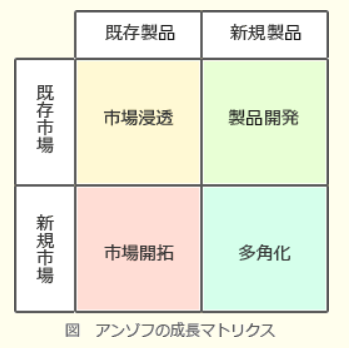 既存製品
新規製品
既存市場
市場浸透
製品開発
新規市場
市場開拓
多角化
図　アンゾフの成長マトリクス